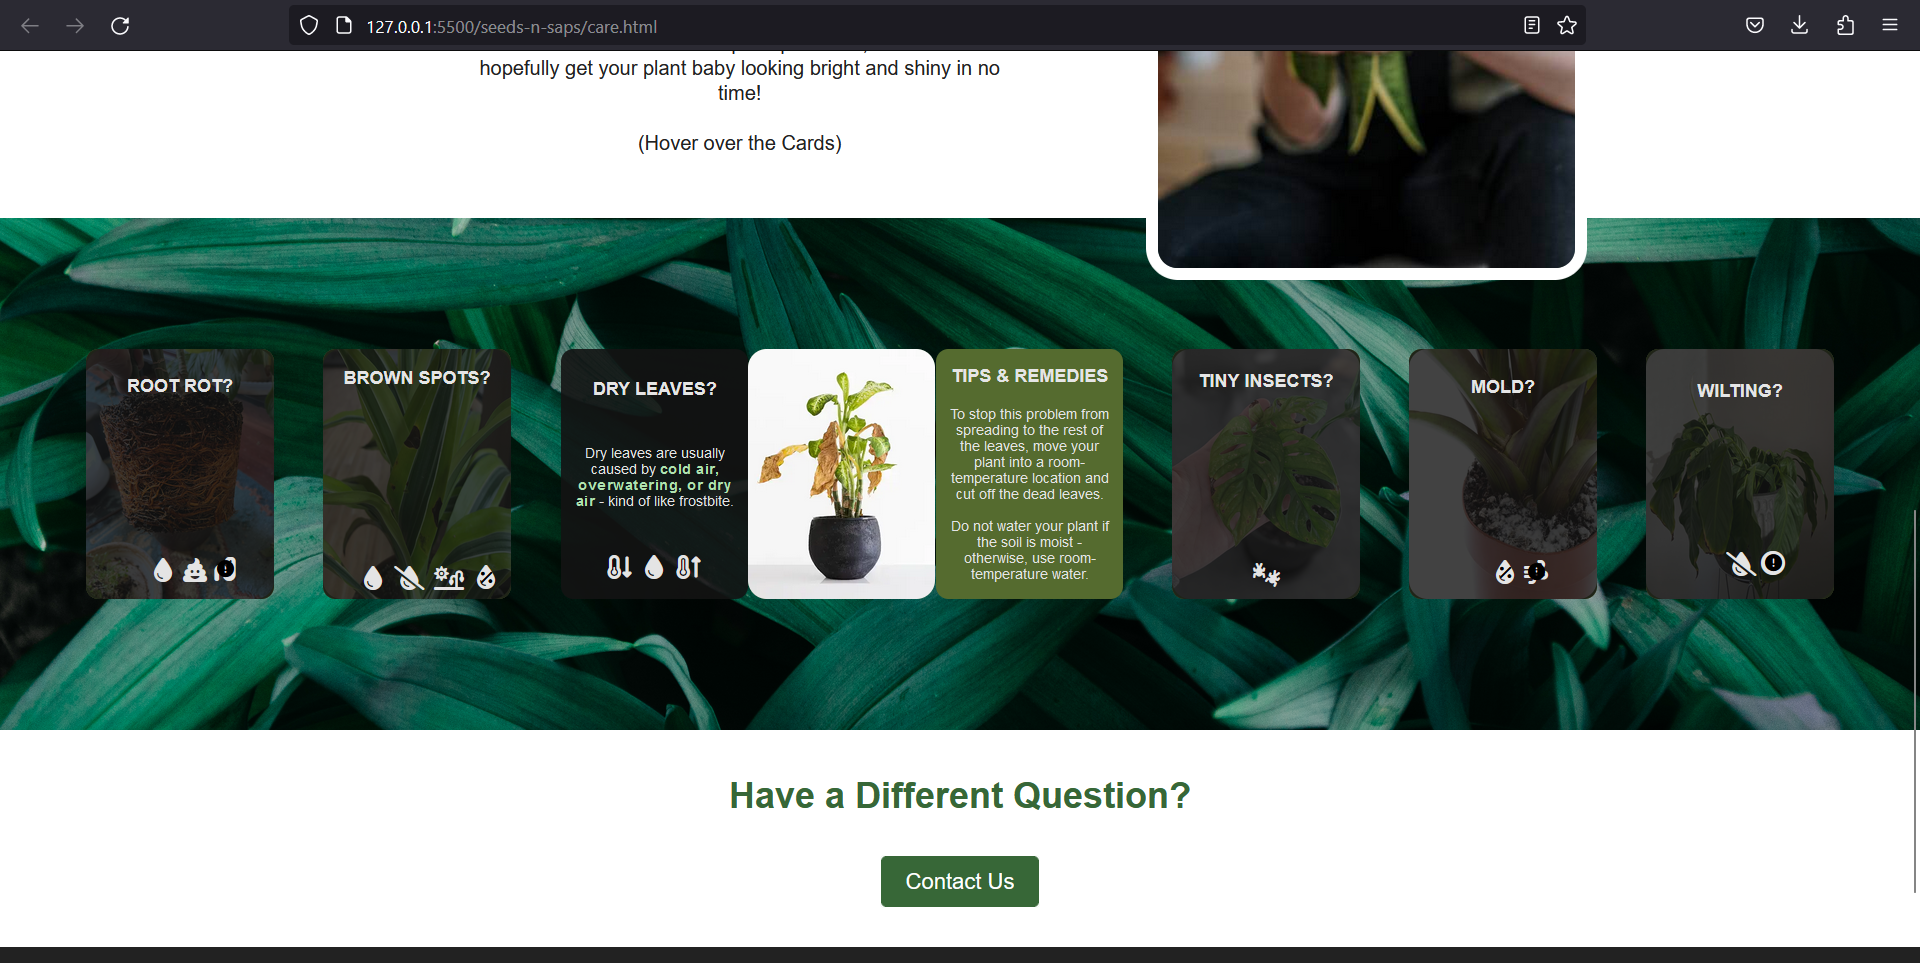 127.0.0.1:5500/seeds-n-saps/care.html
hopefully get your plant baby looking bright and shiny in no
time!
(Hover over the Cards)
ROOT ROT?
BROWN SPOTS?
DRY LEAVES?
Dry leaves are usually
caused by cold air,
overwatering, or dry
air - kind of like frostbite.
TIPS & REMEDIES
To stop this problem from
spreading to the rest of
the leaves, move your
plant into a room-
temperature location and
cut off the dead leaves.
Do not water your plant if
the soil is moist -
otherwise, use room-
temperature water.
TINY INSECTS?
MOLD?
WILTING?
Have a Different Question?
Contact Us